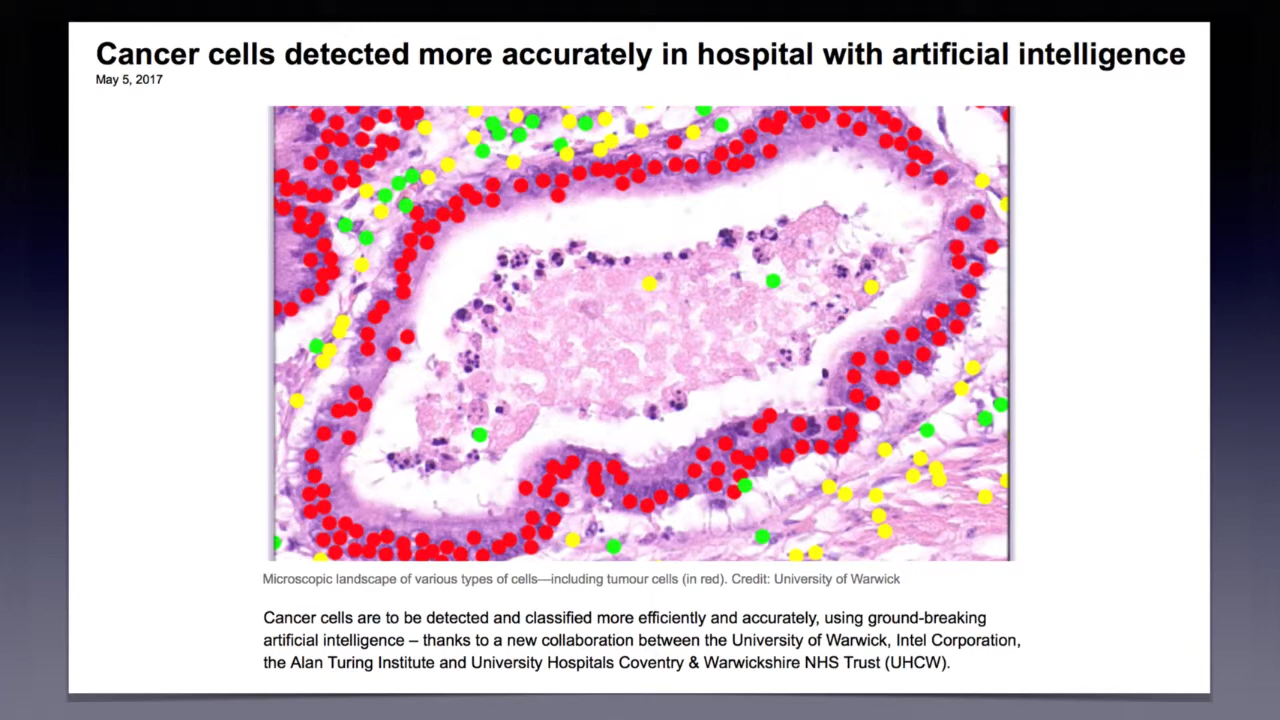 Cancer cells detected more accurately in hospital with artificial intelligence
May 5, 2017
Microscopic landscape of various types of cells—including tumour cells (in red). Credit: University of Warwick
Cancer cells are to be detected and classified more efficiently and accurately, using ground-breaking
artificial intelligence – thanks to a new collaboration between the University of Warwick, Intel Corporation,
the Alan Turing Institute and University Hospitals Coventry & Warwickshire NHS Trust (UHCW).